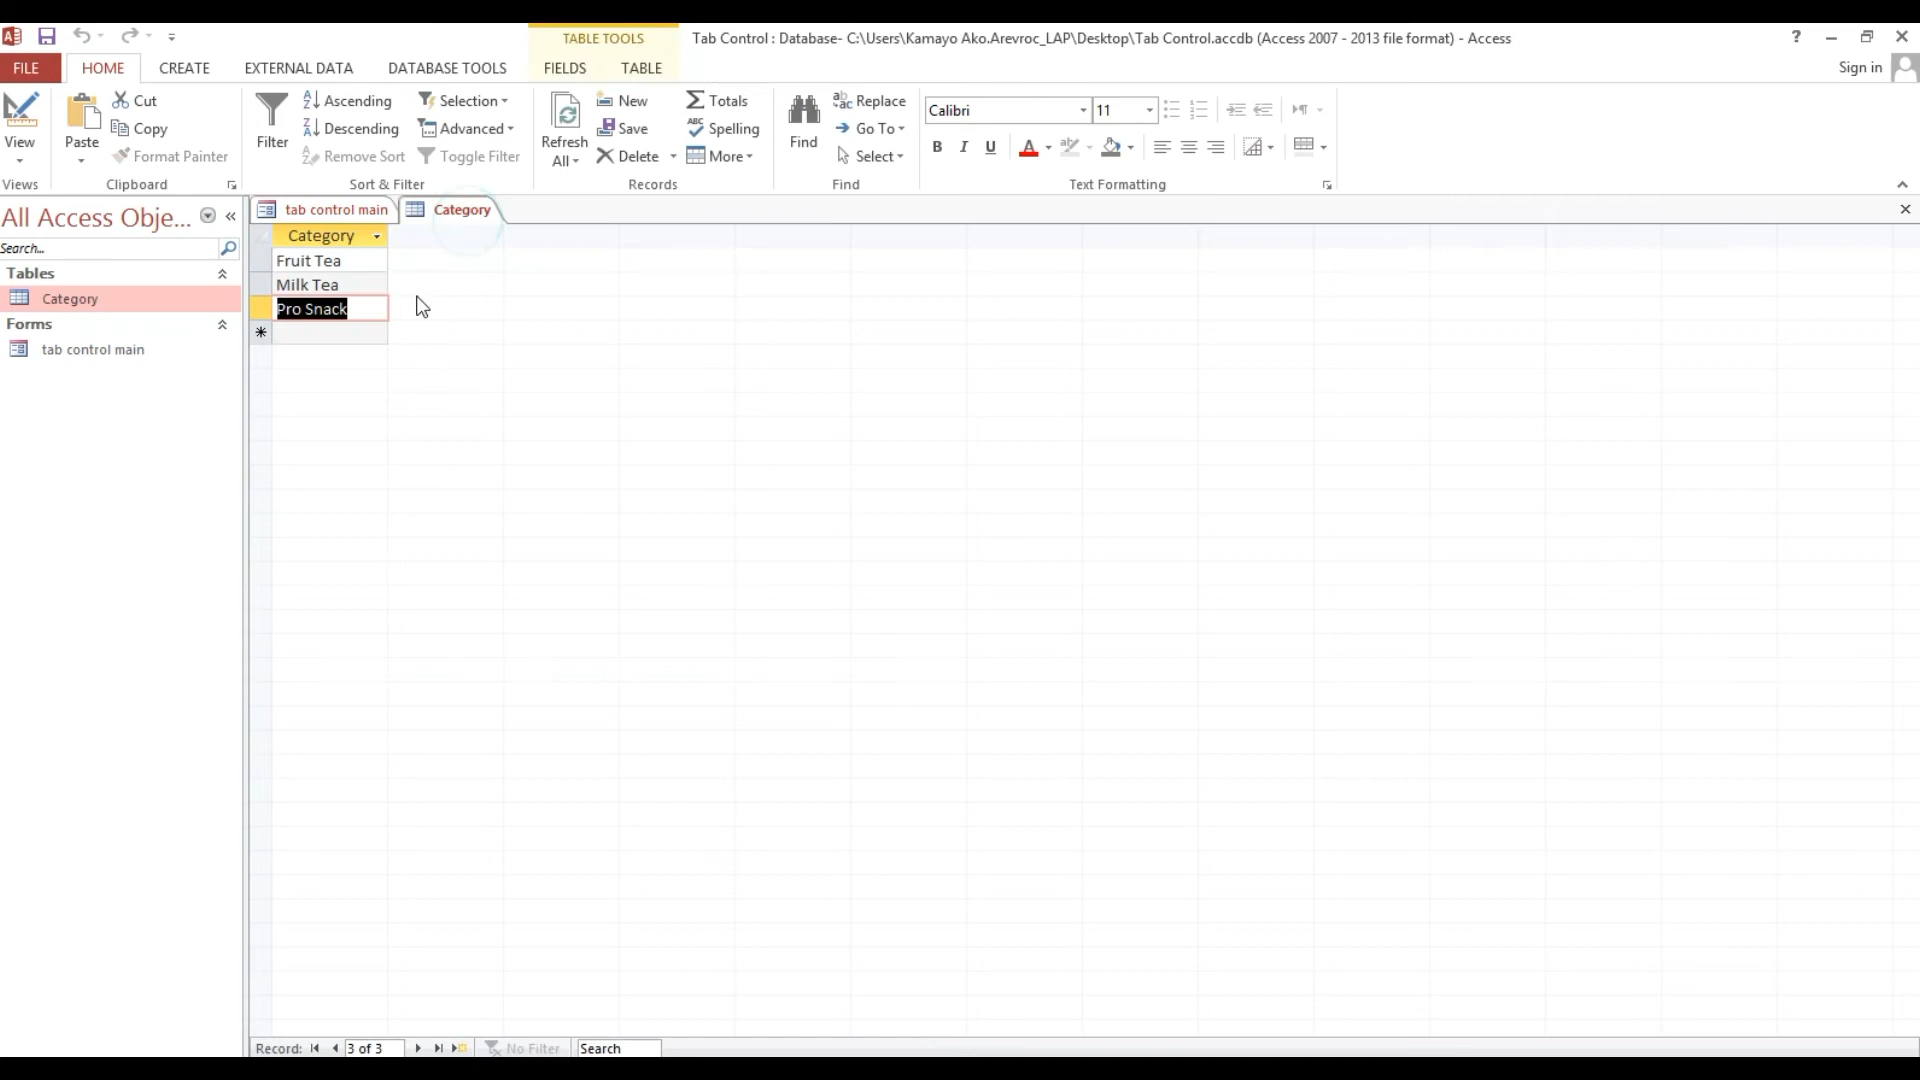 TABLE TOOLS
Tab Control : Database- C:\Users\Kamayo Ako.Arevroc_LAP\Desktop\Tab Control.accdb (Access 2007 - 2013 file format) - Access
?
FILE HOME CREATE EXTERNAL DATA DATABASE TOOLS FIELDS TABLE
Sign in
View
Views
Paste
Cut
Copy
Format Painter
Clipboard
Filter
Ascending
Descending
Remove Sort
Selection
Advanced
Toggle Filter
Sort & Filter
Refresh
All
New
Save
Delete
Totals
Spelling
More
Records
Find
Replace
Go To
Select
Find
Calibri 11
B I U A
Text Formatting
All Access Obje...
Search...
Tables
Category
Forms
tab control main
tab control main Category
Category
Fruit Tea
Milk Tea
Pro Snack
Record: 3 of 3 No Filter Search